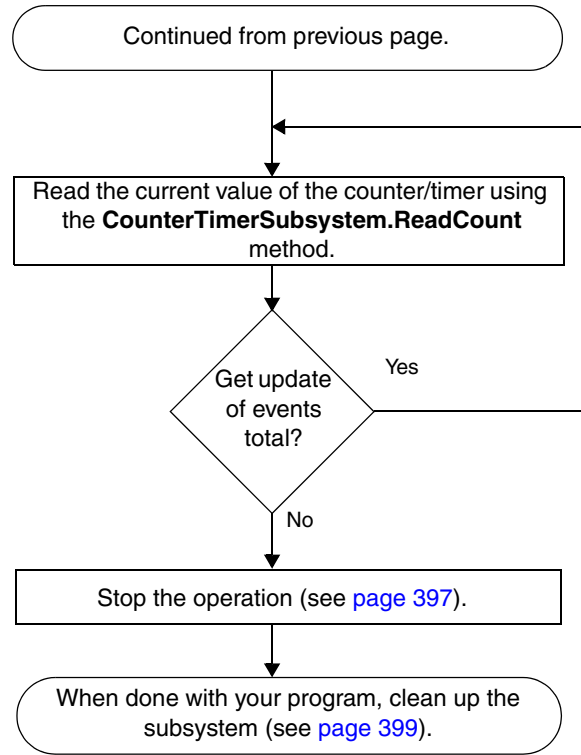 Continued from previous page.
Read the current value of the counter/timer using
the CounterTimerSubsystem.ReadCount
method.
Get update
of events
total?
Yes
No
Stop the operation (see page 397).
When done with your program, clean up the
subsystem (see page 399).